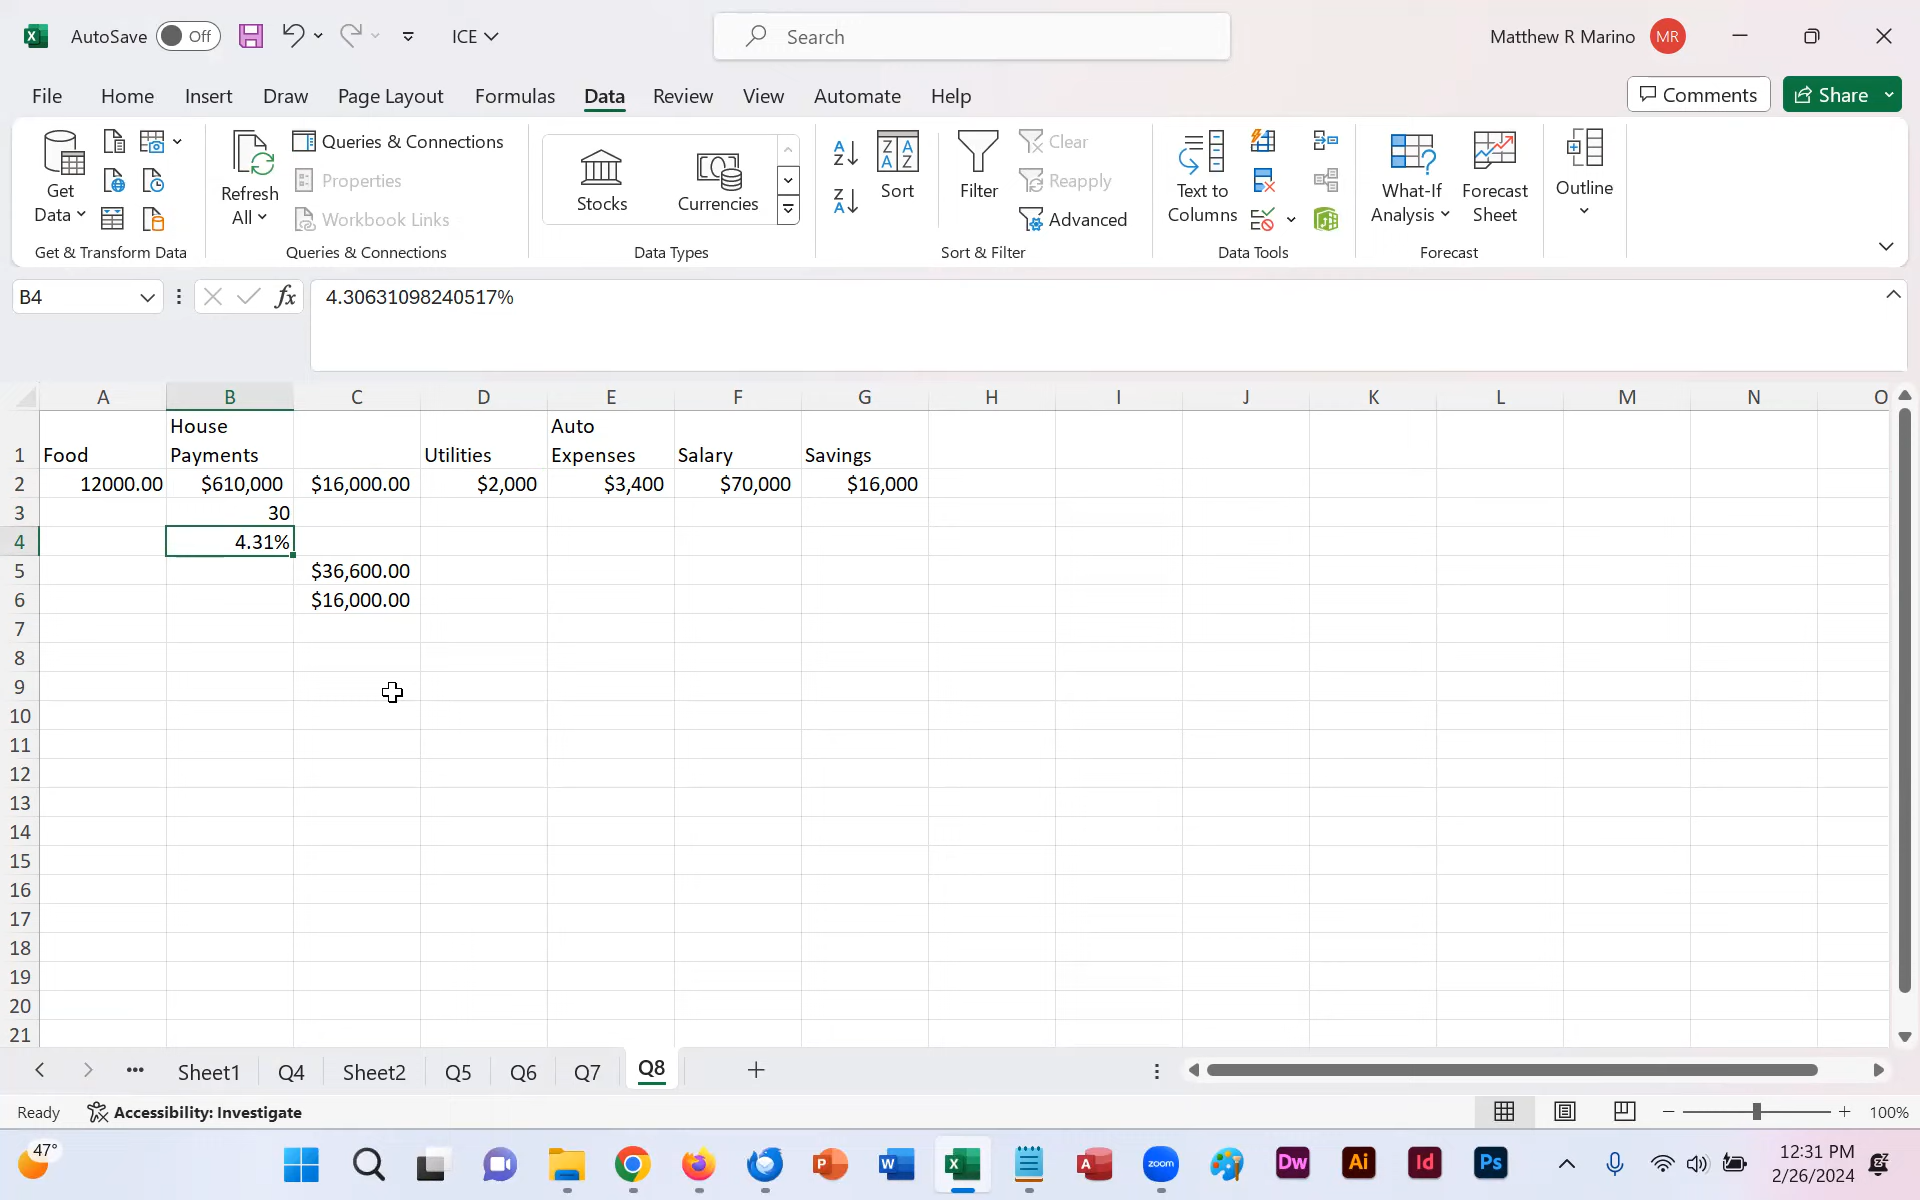 AutoSave Off ICE Search Matthew R Marino MR
File Home Insert Draw Page Layout Formulas Data Review View Automate Help Comments Share
Get Data
Refresh All
Queries & Connections
Properties
Workbook Links
Stocks Currencies
Sort
Filter
Clear
Reapply
Advanced
Text to Columns
What-If Analysis
Forecast Sheet
Outline
Get & Transform Data Queries & Connections Data Types Sort & Filter Data Tools Forecast
B4 fx 4.30631098240517%
A B C D E F G H I J K L M N O
1 Food House Payments Utilities Auto Expenses Salary Savings
2 12000.00 $610,000 $16,000.00 $2,000 $3,400 $70,000 $16,000
3 30
4 4.31%
5 $36,600.00
6 $16,000.00
7
8
9
10
11
12
13
14
15
16
17
18
19
20
21
Sheet1 Q4 Sheet2 Q5 Q6 Q7 Q8
Ready Accessibility: Investigate 100%
47° zoom Dw Ai Id Ps 12:31 PM
2/26/2024